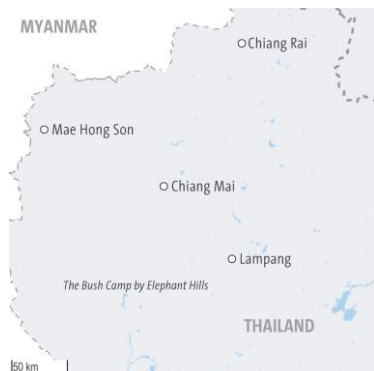 MYANMAR
Chiang Rai
Mae Hong Son
Chiang Mai
Lampang
The Bush Camp by Elephant Hills
THAILAND
50 km